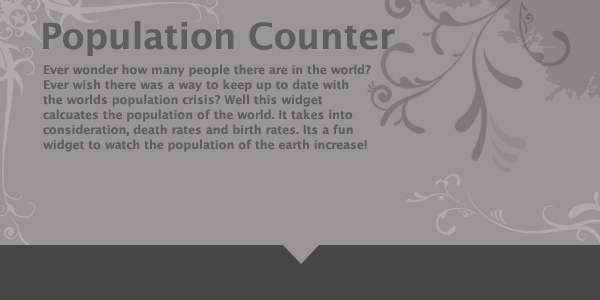 Population Counter
Ever wonder how many people there are in the world?
Ever wish there was a way to keep up to date with
the worlds population crisis? Well this widget
calcuates the population of the world. It takes into
consideration, death rates and birth rates. Its a fun
widget to watch the population of the earth increase!